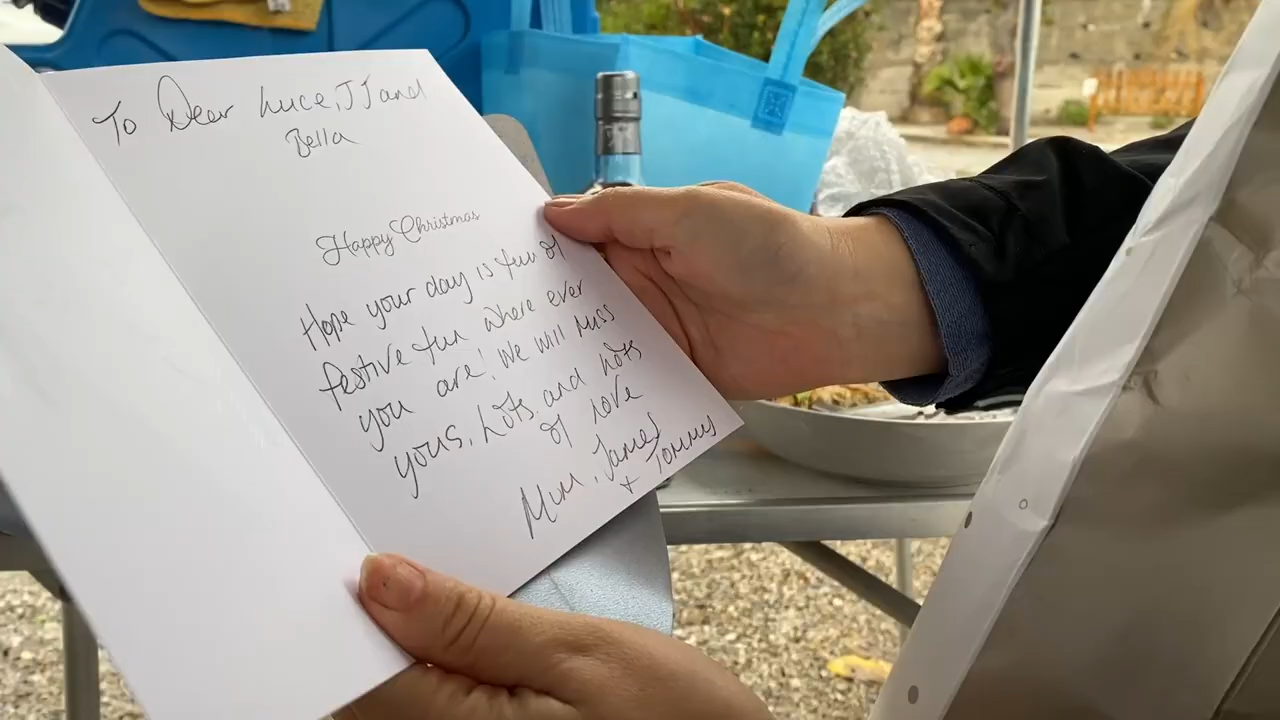 To Dear Luce, JJ and
Bella
Happy Christmas
Hope your day is full of
festive fun where ever
you are! We will miss
yous, Lots and lots
of love
Mum, James
+ Tommus